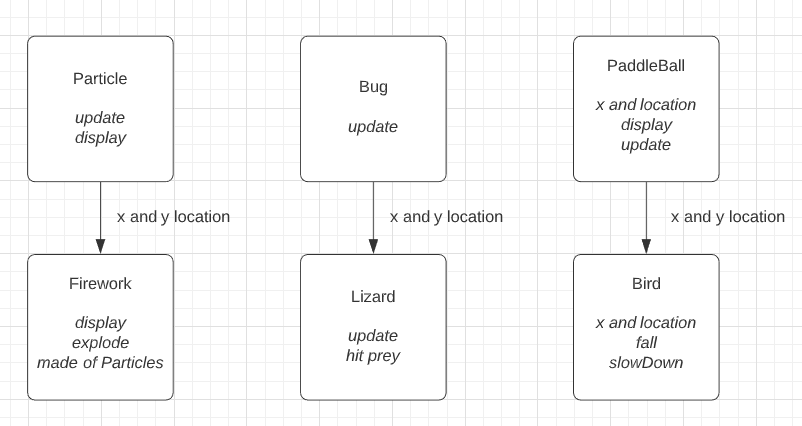 Particle
update
display
x and y location
Firework
display
explode
made of Particles
Bug
update
x and y location
Lizard
update
hit prey
PaddleBall
x and location
display
update
x and y location
Bird
x and location
fall
slowDown